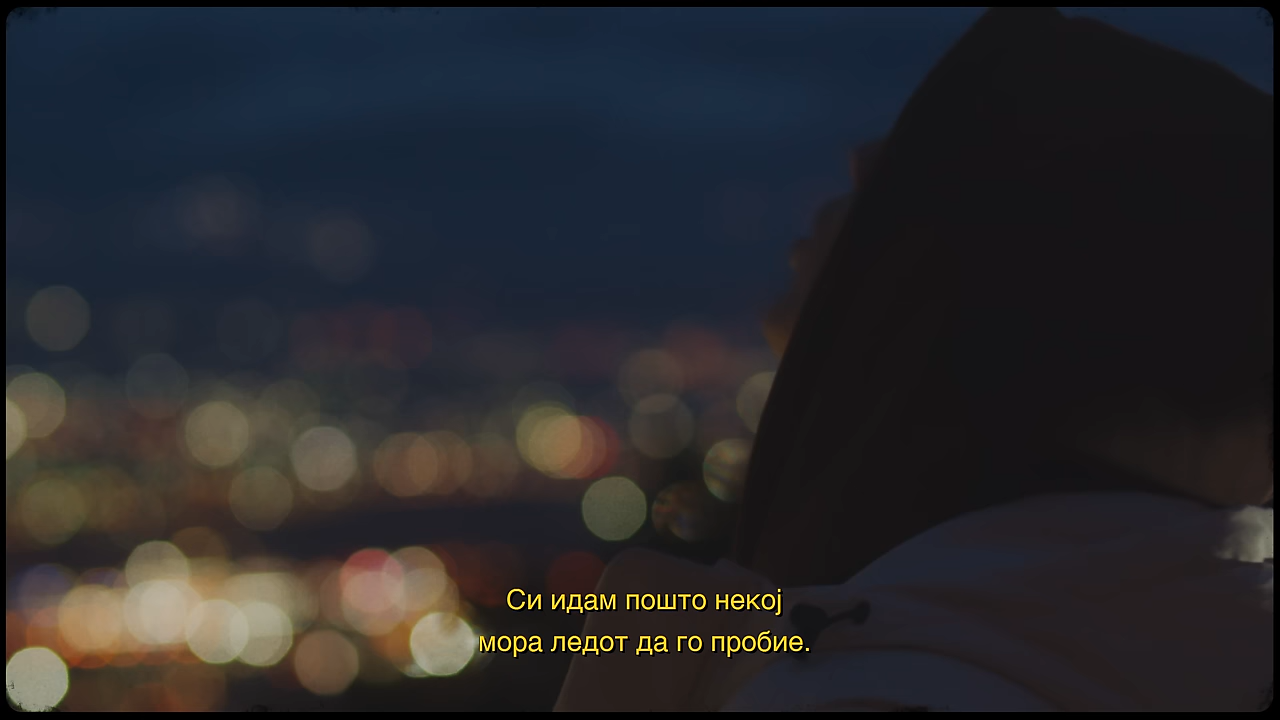 Си идам пошто некој
мора ледот да го пробие.